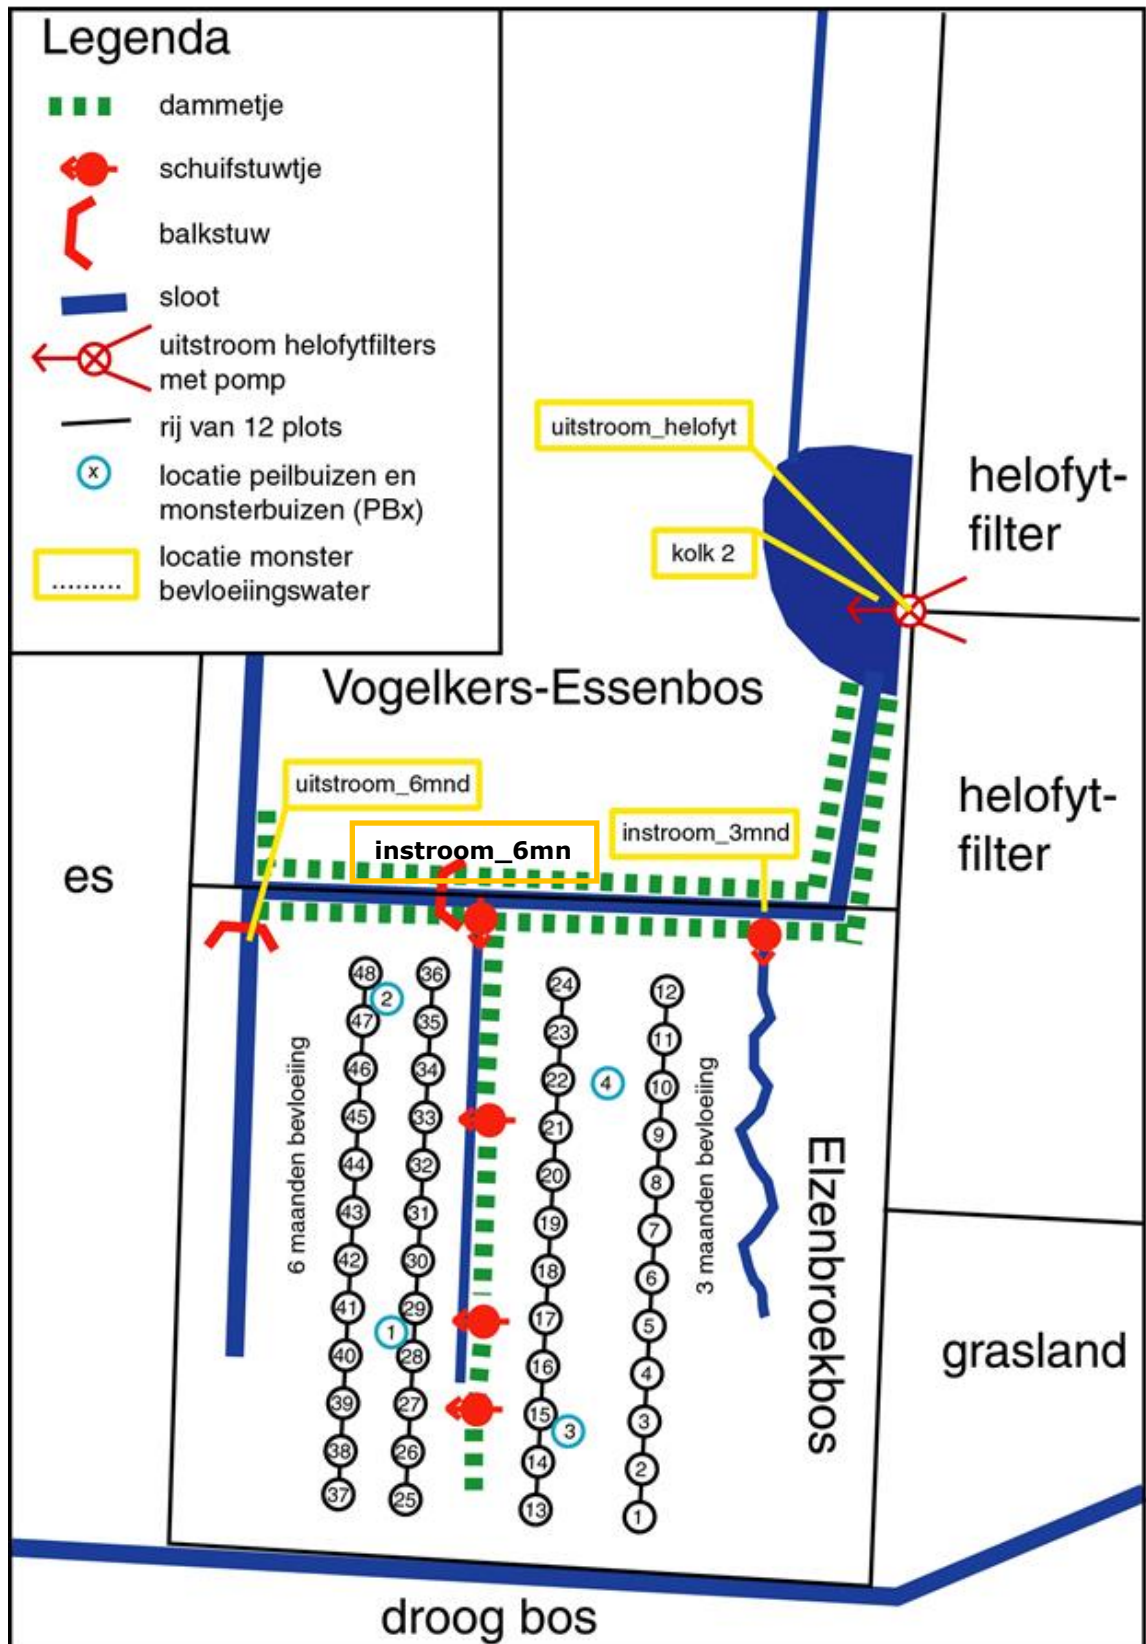 Legenda
dammetje
schuifstuwtje
balkstuw
sloot
uitstroom helofytfilters
met pomp
rij van 12 plots
x
locatie peilbuizen en
monsterbuizen (PBx)
.........
locatie monster
bevloeiingswater
uitstroom_helofyt
kolk 2
helofyt-
filter
Vogelkers-Essenbos
helofyt-
filter
uitstroom_6mnd
instroom_6mn
instroom_3mnd
es
6 maanden bevloeiing
48
47
46
45
44
43
42
41
40
39
38
37
2
1
36
35
34
33
32
31
30
29
28
27
26
25
24
23
22
21
20
19
18
17
16
15
14
13
4
3
12
11
10
9
8
7
6
5
4
3
2
1
3 maanden bevloeiing
Elzenbroekbos
grasland
droog bos